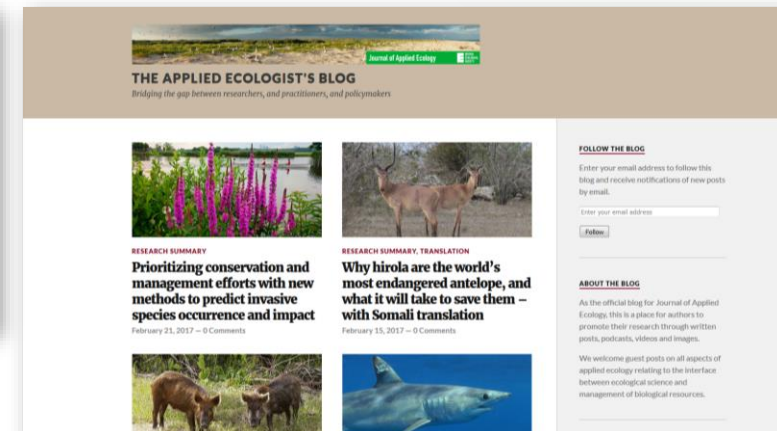 Journal of Applied Ecology
THE APPLIED ECOLOGIST'S BLOG
Bridging the gap between researchers, and practitioners, and policymakers
RESEARCH SUMMARY
Prioritizing conservation and
management efforts with new
methods to predict invasive
species occurrence and impact
February 21, 2017 — 0 Comments
RESEARCH SUMMARY, TRANSLATION
Why hirola are the world's
most endangered antelope, and
what it will take to save them –
with Somali translation
February 15, 2017 — 0 Comments
FOLLOW THE BLOG
Enter your email address to follow this
blog and receive notifications of new posts
by email.
Enter your email address
Follow
ABOUT THE BLOG
As the official blog for Journal of Applied
Ecology, this is a place for authors to
promote their research through written
posts, podcasts, videos and images.
We welcome guest posts on all aspects of
applied ecology relating to the interface
between ecological science and
management of biological resources.